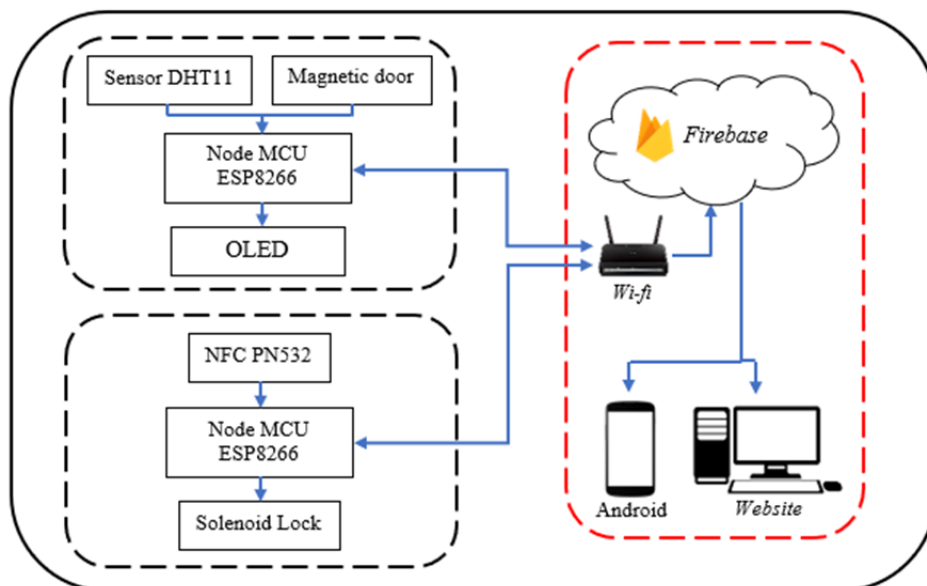 Sensor DHT11
Magnetic door
Node MCU
ESP8266
OLED
NFC PN532
Node MCU
ESP8266
Solenoid Lock
Firebase
Wi-fi
Android
Website